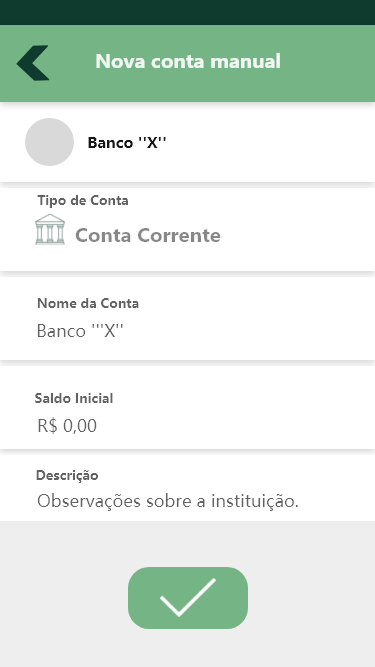 Nova conta manual
Banco ''X''
Tipo de Conta
Conta Corrente
Nome da Conta
Banco '''X''
Saldo Inicial
R$ 0,00
Descrição
Observações sobre a instituição.